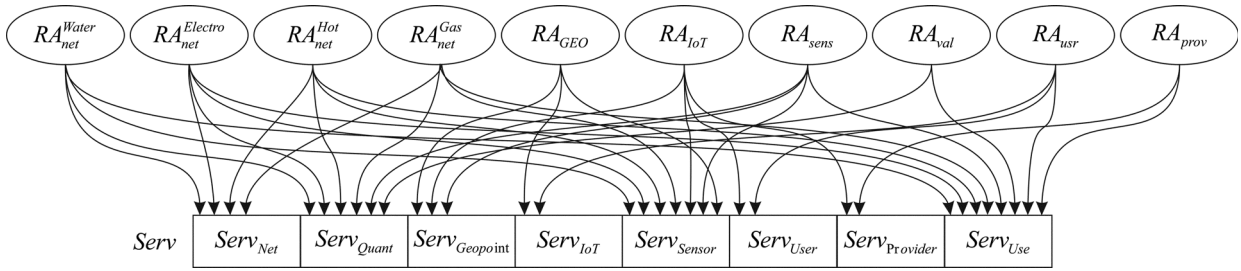 RA_net^Water RA_net^Electro RA_net^Hot RA_net^Gas RA_GEO RA_IoT RA_sens RA_val RA_usr RA_prov
Serv Serv_Net Serv_Quant Serv_Geopoint Serv_IoT Serv_Sensor Serv_User Serv_Provider Serv_Use